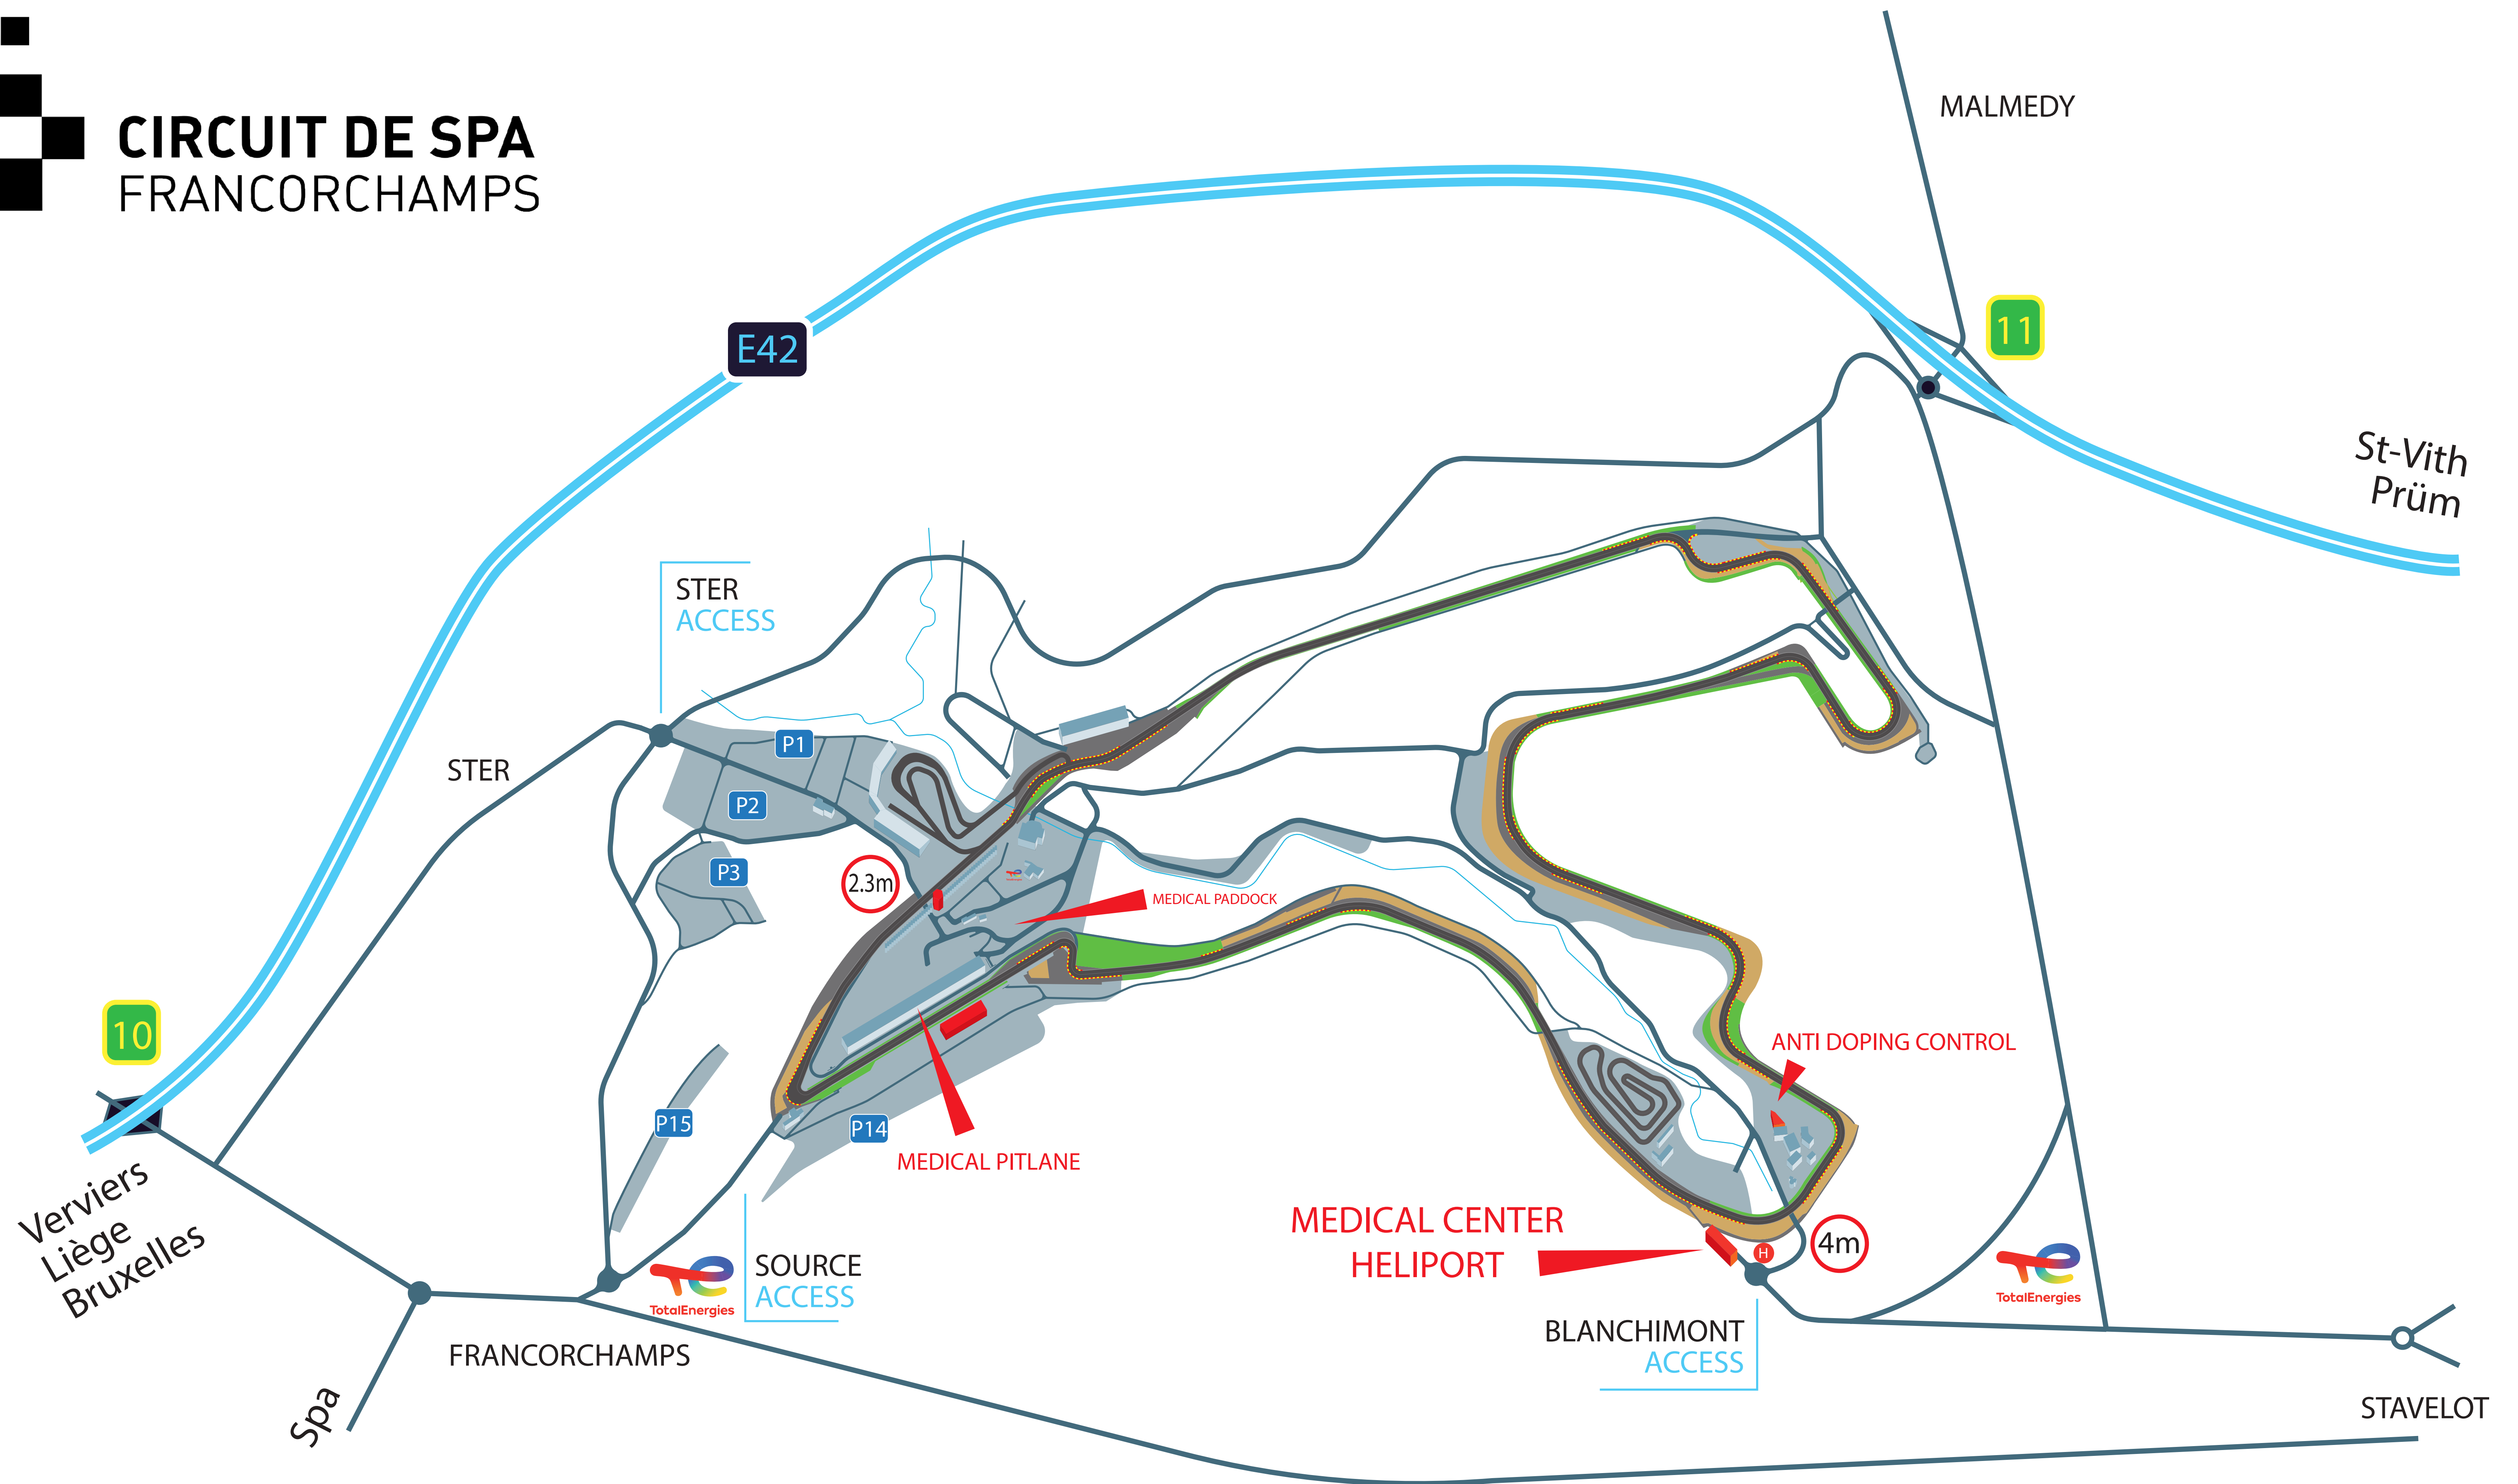 CIRCUIT DE SPA
FRANCORCHAMPS
MALMEDY
E42
11
St-Vith
Prüm
STER
ACCESS
P1
STER
P2
P3
2.3m
MEDICAL PADDOCK
10
ANTI DOPING CONTROL
P15
P14
MEDICAL PITLANE
Verviers
Liège
Bruxelles
MEDICAL CENTER
HELIPORT
H
4m
SOURCE
ACCESS
TotalEnergies
TotalEnergies
BLANCHIMONT
ACCESS
FRANCORCHAMPS
Spa
STAVELOT